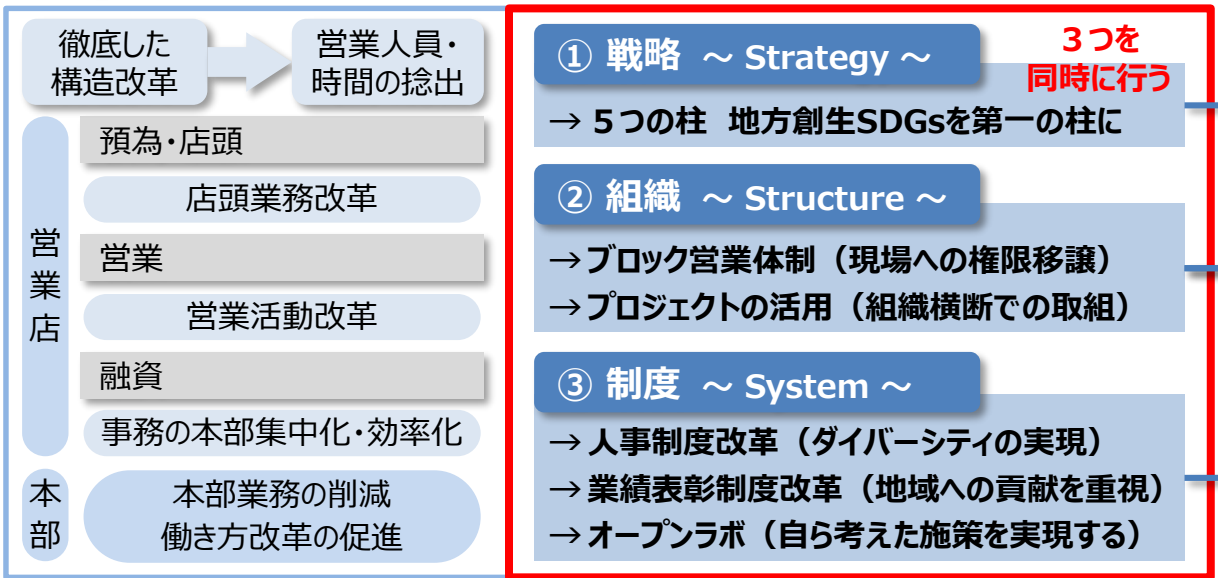 徹底した
構造改革
営業人員・
時間の捻出
営業店
預為・店頭
店頭業務改革
営業
営業活動改革
融資
事務の本部集中化・効率化
本部
本部業務の削減
働き方改革の促進
① 戦略 ～ Strategy ～
３つを
同時に行う
→ ５つの柱 地方創生SDGsを第一の柱に
② 組織 ～ Structure ～
→ブロック営業体制（現場への権限移譲）
→プロジェクトの活用（組織横断での取組）
③ 制度 ～ System ～
→ 人事制度改革（ダイバーシティの実現）
→ 業績表彰制度改革（地域への貢献を重視）
→ オープンラボ（自ら考えた施策を実現する）